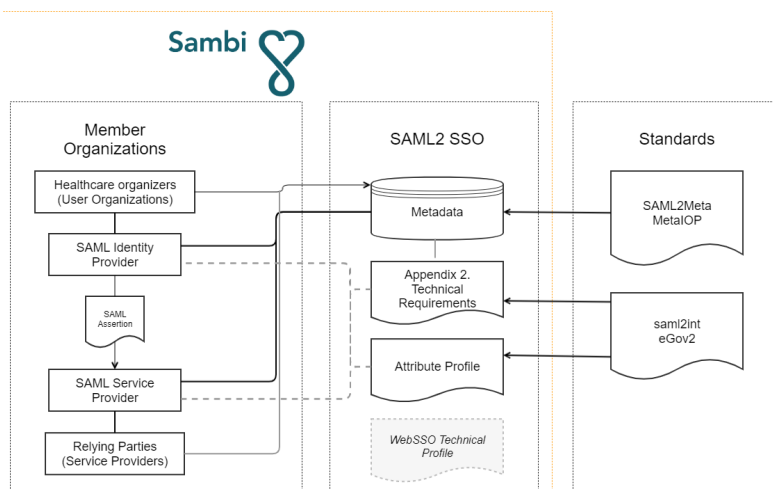 Sambi
Member
Organizations
Healthcare organizers
(User Organizations)
SAML Identity
Provider
SAML
Assertion
SAML Service
Provider
Relying Parties
(Service Providers)
SAML2 SSO
Metadata
Appendix 2.
Technical
Requirements
Attribute Profile
WebSSO Technical
Profile
Standards
SAML2Meta
MetaIOP
saml2int
eGov2